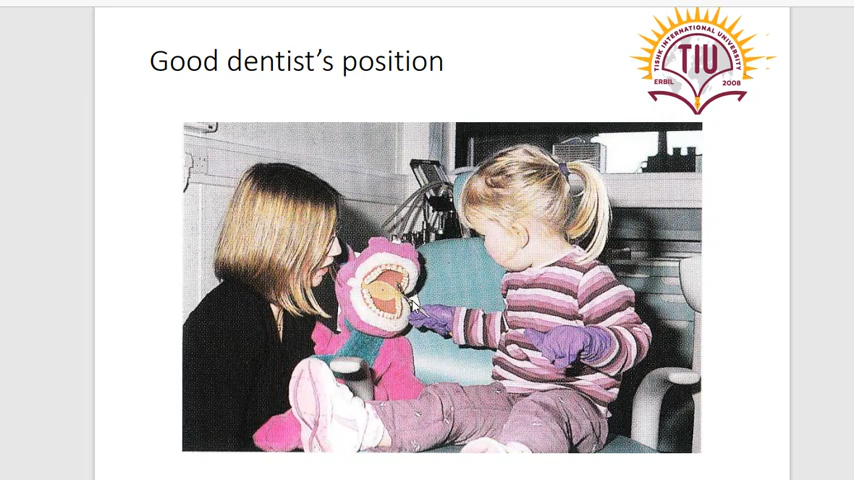 Good dentist’s position
TISHK INTERNATIONAL UNIVERSITY
TIU
ERBIL 2008